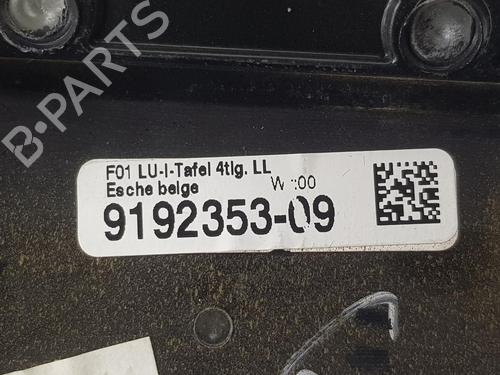 B-PARTS
F01 LU-I-Tafel 4tlg. LL
Esche beige
9192353-09